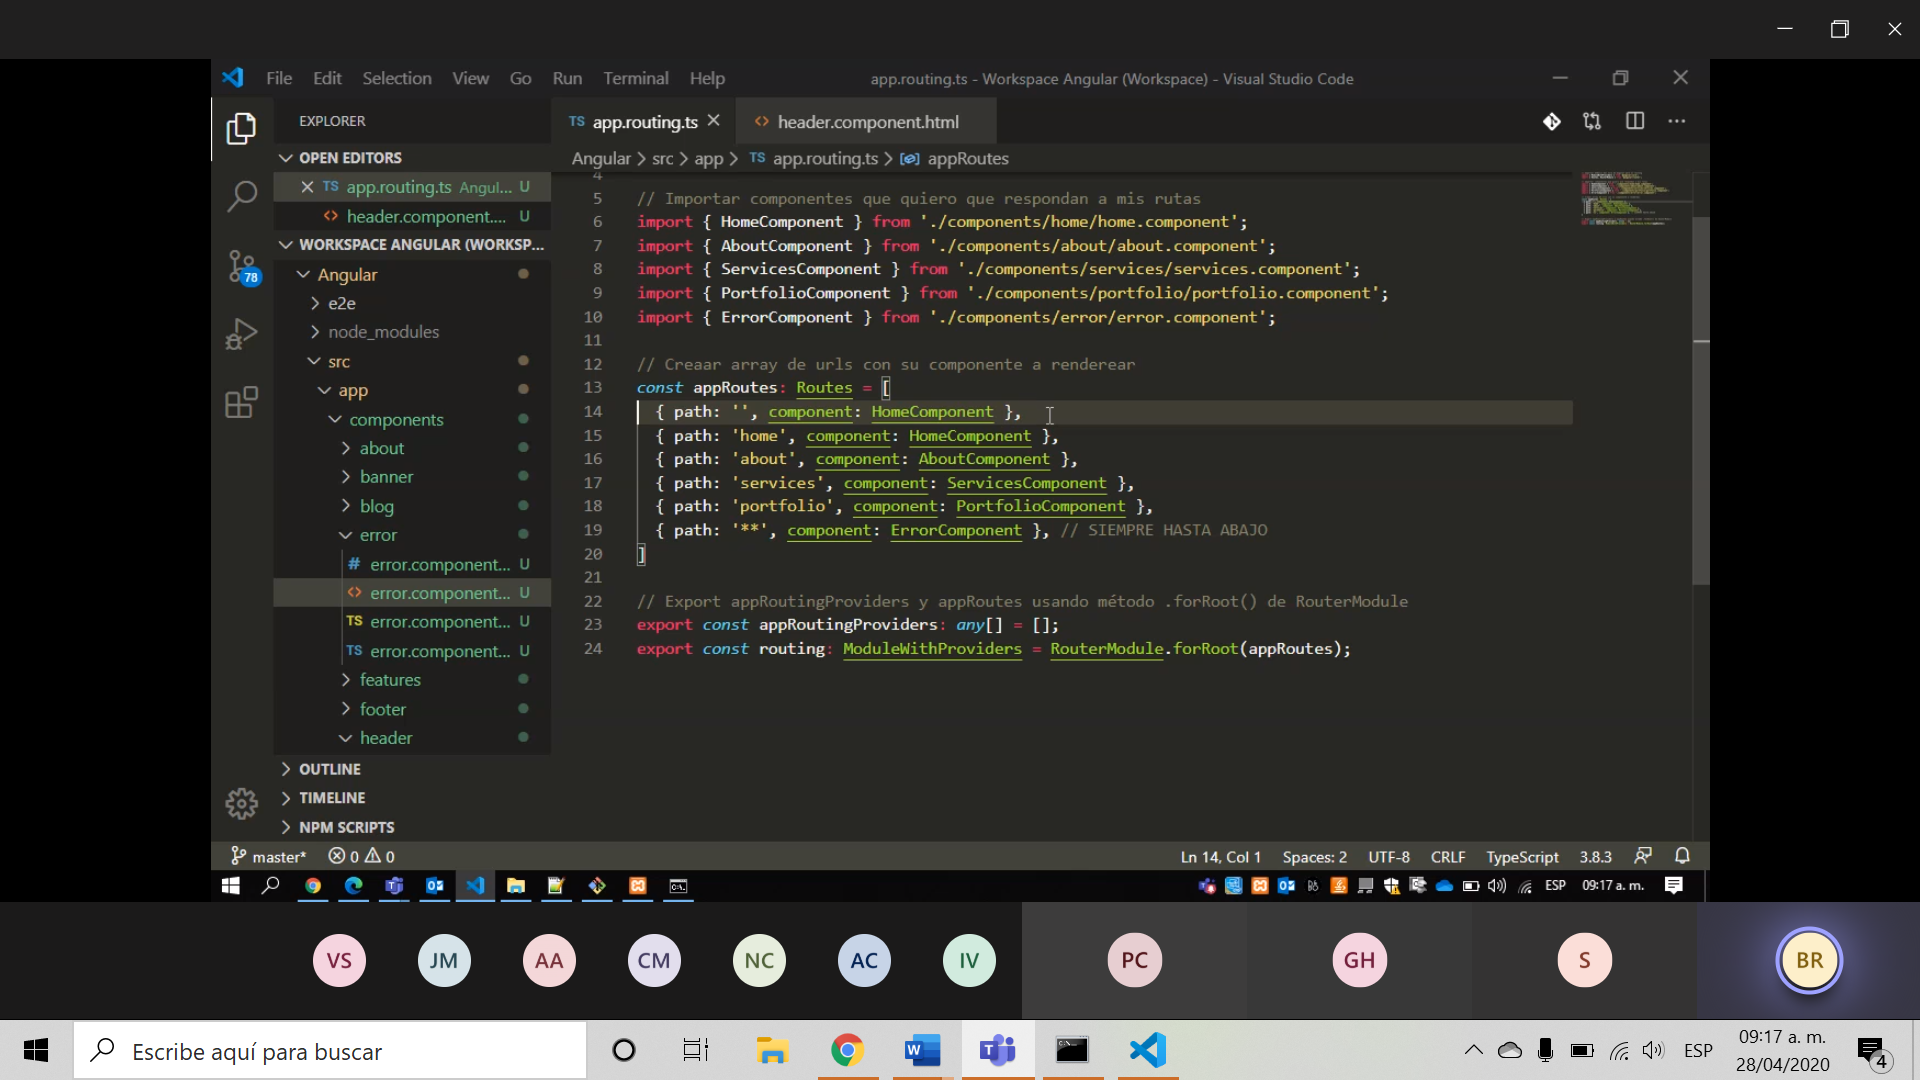 File Edit Selection View Go Run Terminal Help
app.routing.ts - Workspace Angular (Workspace) - Visual Studio Code
EXPLORER
OPEN EDITORS
TS app.routing.ts Angul... U
<> header.component.... U
WORKSPACE ANGULAR (WORKSP...
Angular
e2e
node_modules
src
app
components
about
banner
blog
error
# error.component... U
<> error.component... U
TS error.component... U
TS error.component... U
features
footer
header
OUTLINE
TIMELINE
NPM SCRIPTS
78
TS app.routing.ts
<> header.component.html
Angular > src > app > TS app.routing.ts > appRoutes
4
5 // Importar componentes que quiero que respondan a mis rutas
6 import { HomeComponent } from './components/home/home.component';
7 import { AboutComponent } from './components/about/about.component';
8 import { ServicesComponent } from './components/services/services.component';
9 import { PortfolioComponent } from './components/portfolio/portfolio.component';
10 import { ErrorComponent } from './components/error/error.component';
11
12 // Creaar array de urls con su componente a renderear
13 const appRoutes: Routes = [
14 { path: '', component: HomeComponent },
15 { path: 'home', component: HomeComponent },
16 { path: 'about', component: AboutComponent },
17 { path: 'services', component: ServicesComponent },
18 { path: 'portfolio', component: PortfolioComponent },
19 { path: '**', component: ErrorComponent }, // SIEMPRE HASTA ABAJO
20 ]
21
22 // Export appRoutingProviders y appRoutes usando método .forRoot() de RouterModule
23 export const appRoutingProviders: any[] = [];
24 export const routing: ModuleWithProviders = RouterModule.forRoot(appRoutes);
master* 0 0
Ln 14, Col 1 Spaces: 2 UTF-8 CRLF TypeScript 3.8.3
ESP 09:17 a. m.
VS JM AA CM NC AC IV PC GH S BR
Escribe aquí para buscar
ESP
09:17 a. m.
28/04/2020
4